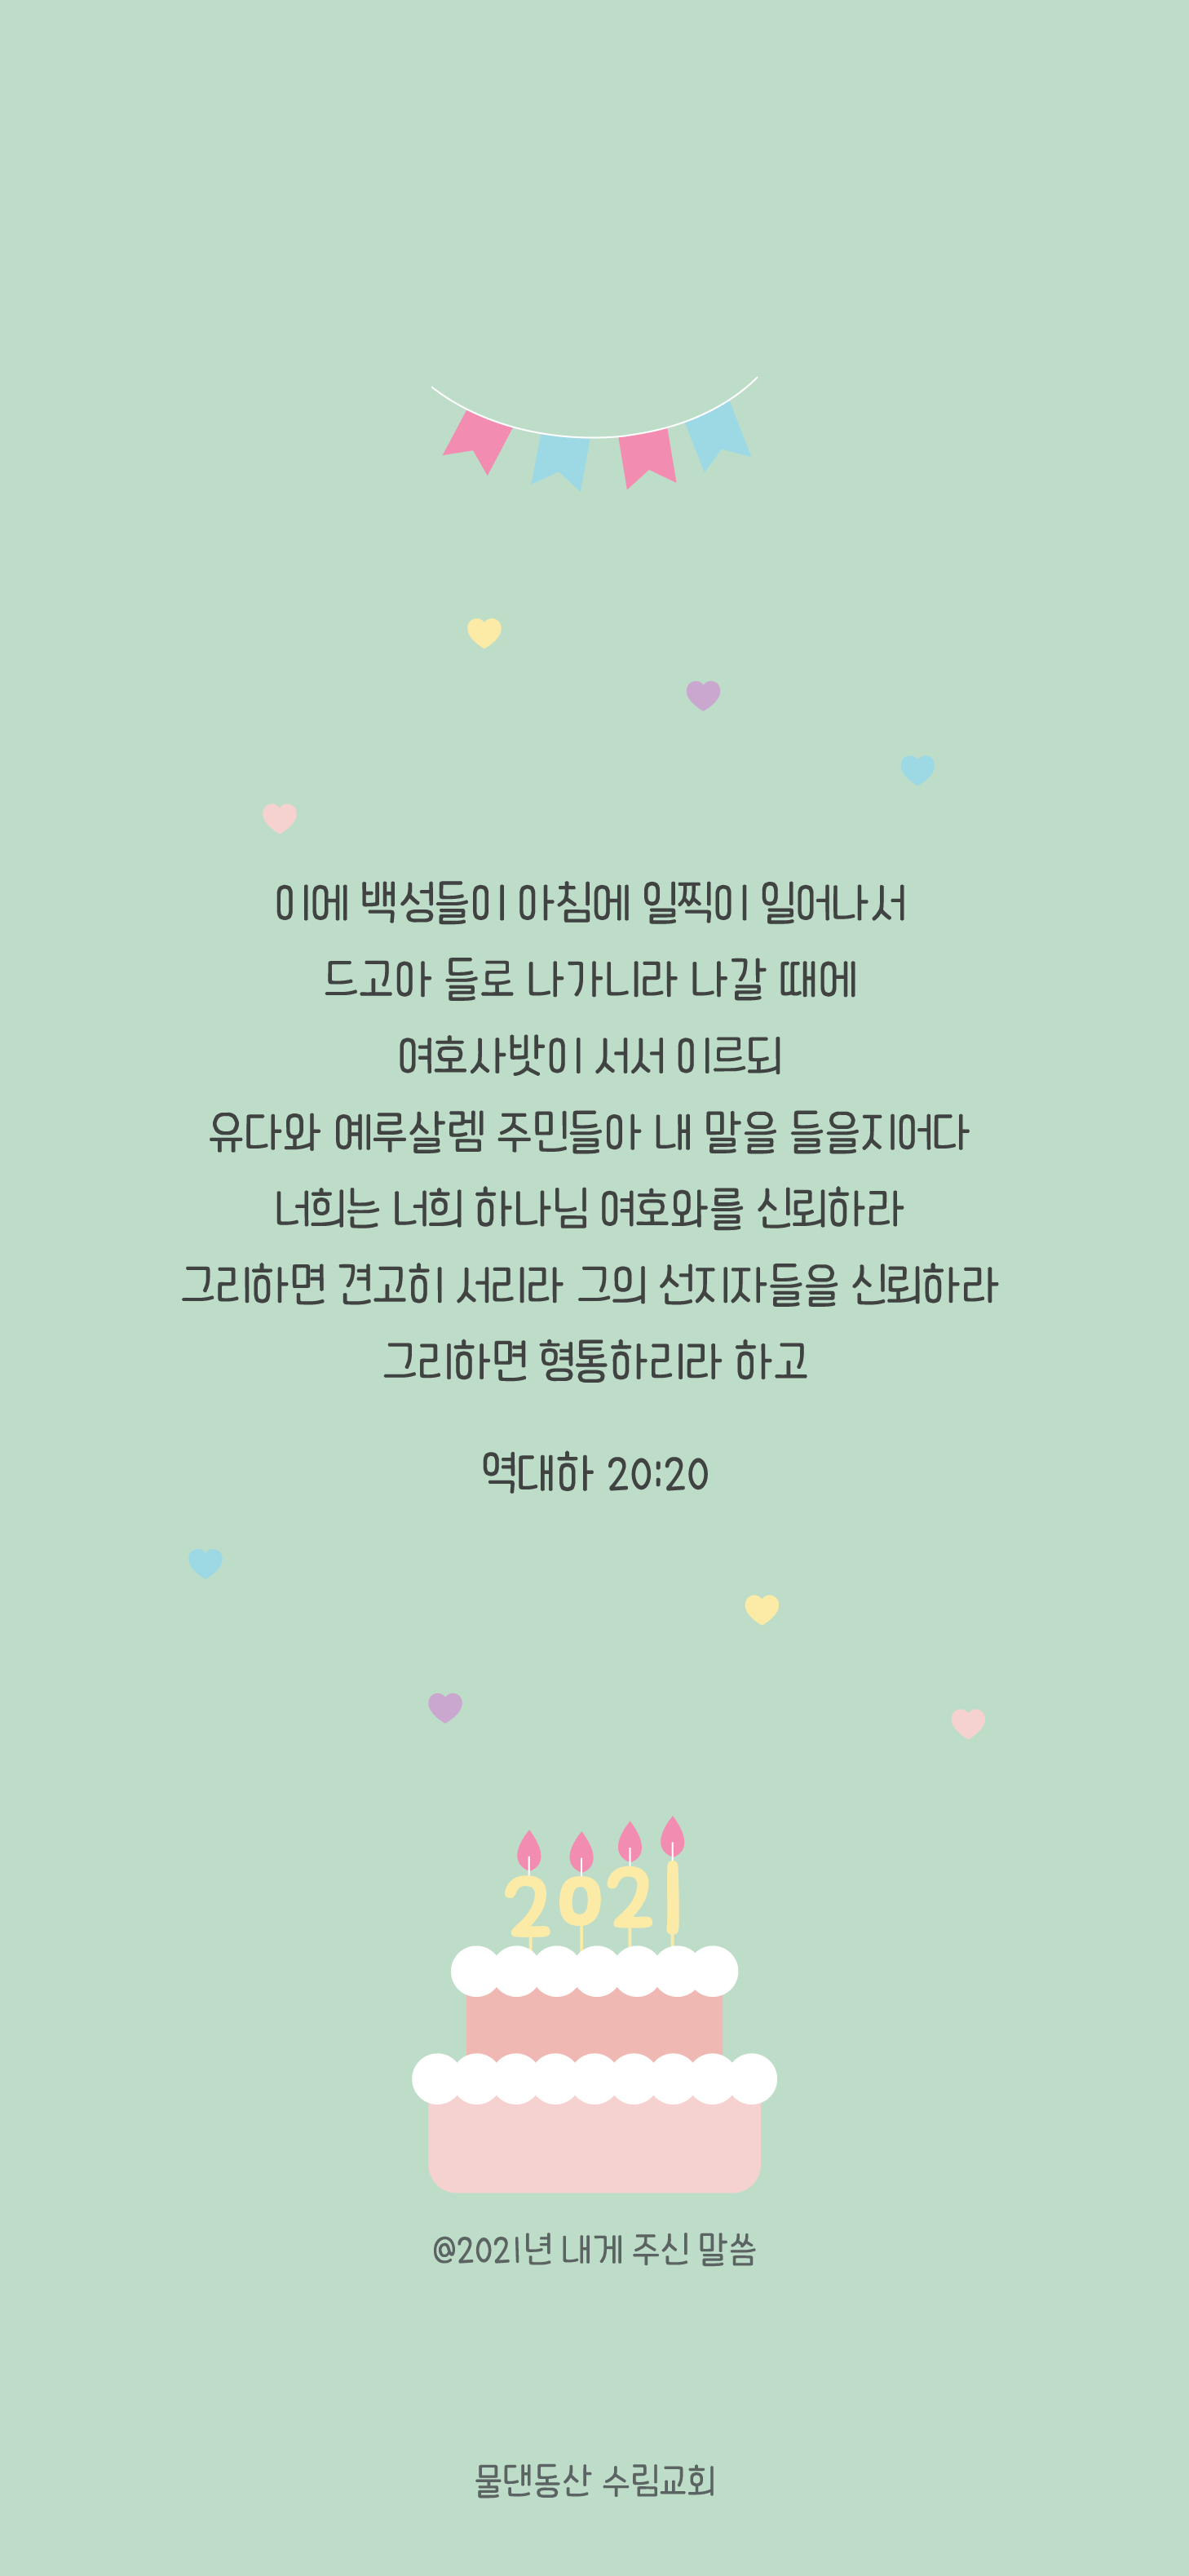 이에 백성들이 아침에 일찍이 일어나서
드고아 들로 나가니라 나갈 때에
여호사밧이 서서 이르되
유다와 예루살렘 주민들아 내 말을 들을지어다
너희는 너희 하나님 여호와를 신뢰하라
그리하면 견고히 서리라 그의 선지자들을 신뢰하라
그리하면 형통하리라 하고
역대하 20:20
2021
@2021년 내게 주신 말씀
물댄동산 수림교회